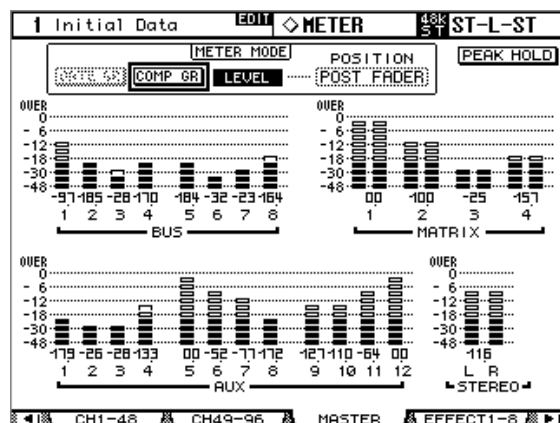 1 Initial Data EDIT ◇METER 48K ST ST-L-ST
METER MODE POSITION PEAK HOLD
GATE GR COMP GR LEVEL POST FADER
OVER OVER
0 0
- 6 - 6
-12 -12
-18 -18
-30 -30
-48 -48
-97 -185 -28 -170 -184 -32 -23 -164 00 -100 -25 -157
1 2 3 4 5 6 7 8 1 2 3 4
BUS MATRIX
OVER OVER
0 0
- 6 - 6
-12 -12
-18 -18
-30 -30
-48 -48
-179 -26 -28 -133 00 -52 -77 -172 -127 -110 -64 00 -116
1 2 3 4 5 6 7 8 9 10 11 12 L R
AUX STEREO
CH1-48 CH49-96 MASTER EFFECT1-8